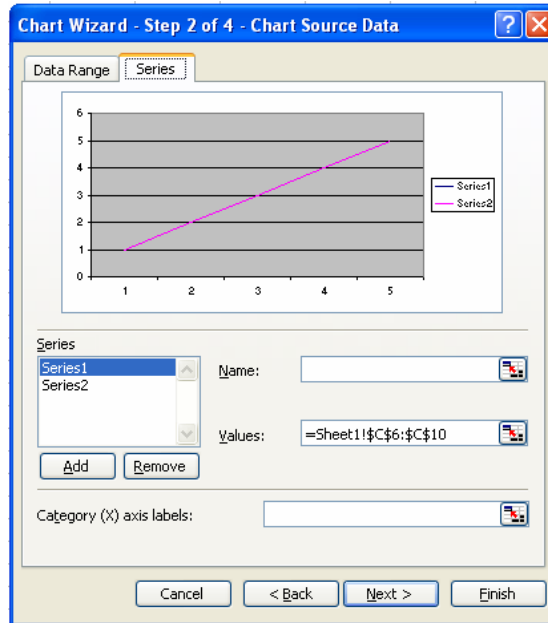 Chart Wizard - Step 2 of 4 - Chart Source Data
Data Range Series
6
5
4
3
2
1
0
1 2 3 4 5
Series1
Series2
Series
Series1
Series2
Name:
Values: =Sheet1!$C$6:$C$10
Add Remove
Category (X) axis labels:
Cancel < Back Next > Finish